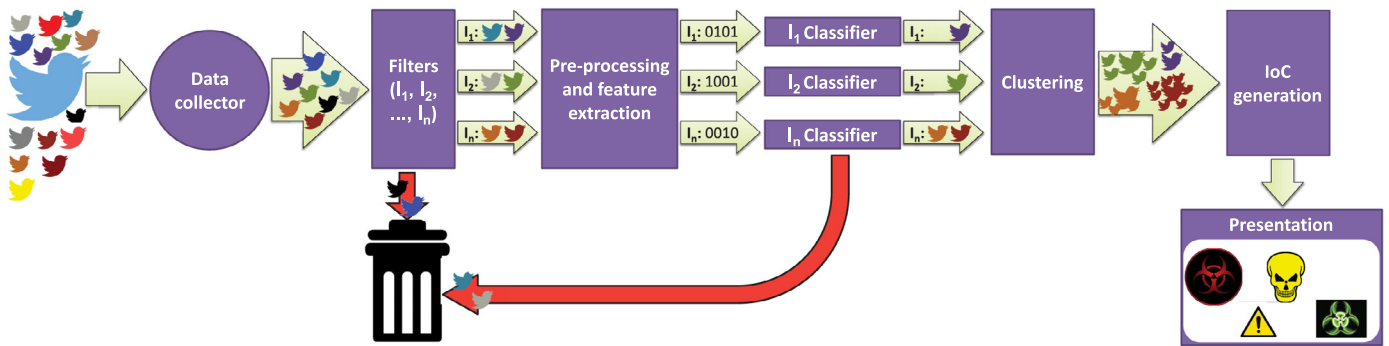 Data
collector
Filters
(I₁, I₂,
..., Iₙ)
I₁:
I₂:
Iₙ:
Pre-processing
and feature
extraction
I₁: 0101
I₂: 1001
Iₙ: 0010
I₁ Classifier
I₂ Classifier
Iₙ Classifier
I₁:
I₂:
Iₙ:
Clustering
IoC
generation
Presentation